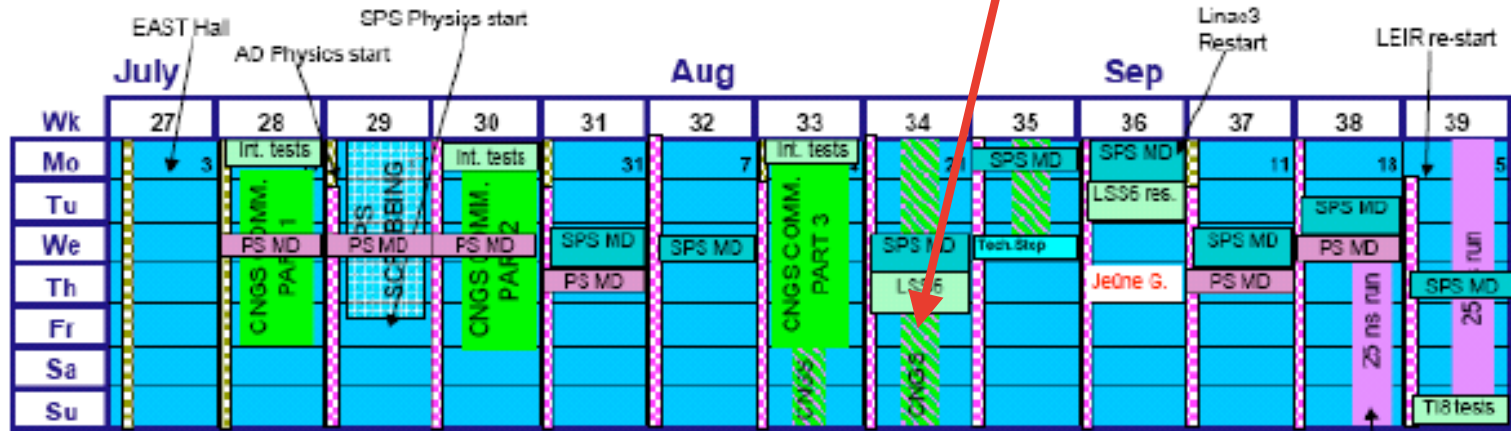 EAST Hall
SPS Physics start
Linac3
Restart
LEIR re-start
AD Physics start
July Aug Sep
Wk 27 28 29 30 31 32 33 34 35 36 37 38 39
Mo 3 Int. tests Int. tests 31 7 Int. tests SPS MD SPS MD 11 18 5
Tu LSS6 res. SPS MD
We PS MD PS MD PS MD SPS MD SPS MD SPS MD Tech.Stop SPS MD PS MD
Th PS MD Jeûne G. PS MD SPS MD
Fr
Sa
Su TI8 tests
CNGS COMM.
PART 1
SCRUBBING
CNGS COMM.
PART 2
CNGS COMM.
PART 3
CNGS
CNGS
25 ns run
25 run